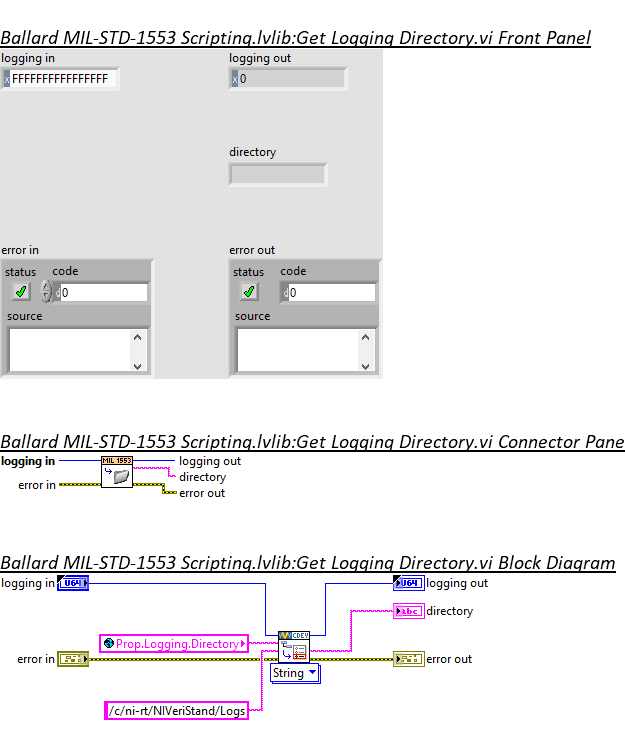 Ballard MIL-STD-1553 Scripting.lvlib:Get Logging Directory.vi Front Panel
logging in
logging out
x FFFFFFFFFFFFFFFF
x 0
directory
error in
error out
status code
status code
d 0
d 0
source
source
Ballard MIL-STD-1553 Scripting.lvlib:Get Logging Directory.vi Connector Pane
logging in
MIL 1553
logging out
directory
error in
error out
Ballard MIL-STD-1553 Scripting.lvlib:Get Logging Directory.vi Block Diagram
logging in
U64
U64
logging out
abc
directory
CDEV
Prop.Logging.Directory
error in
error out
String
/c/ni-rt/NIVeriStand/Logs